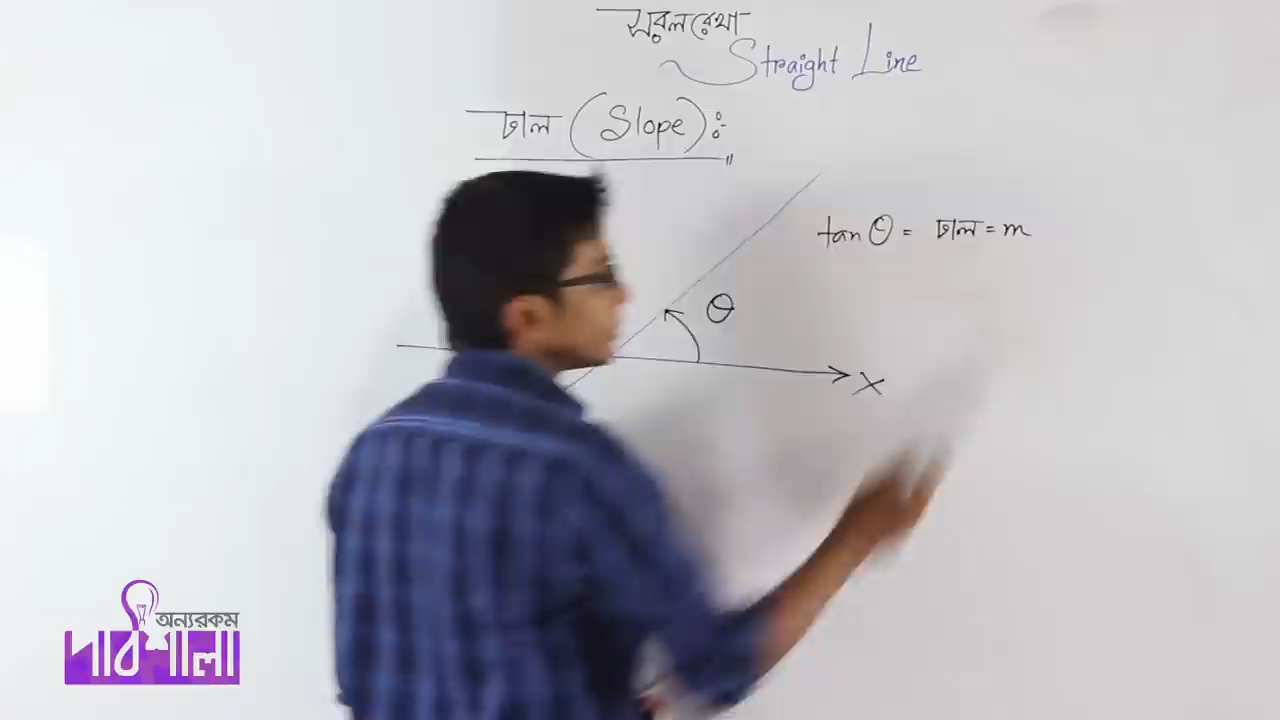 সরলরেখা
Straight Line
ঢাল (Slope):-
tan θ = ঢাল = m
θ
X
অন্যরকম
পাঠশালা